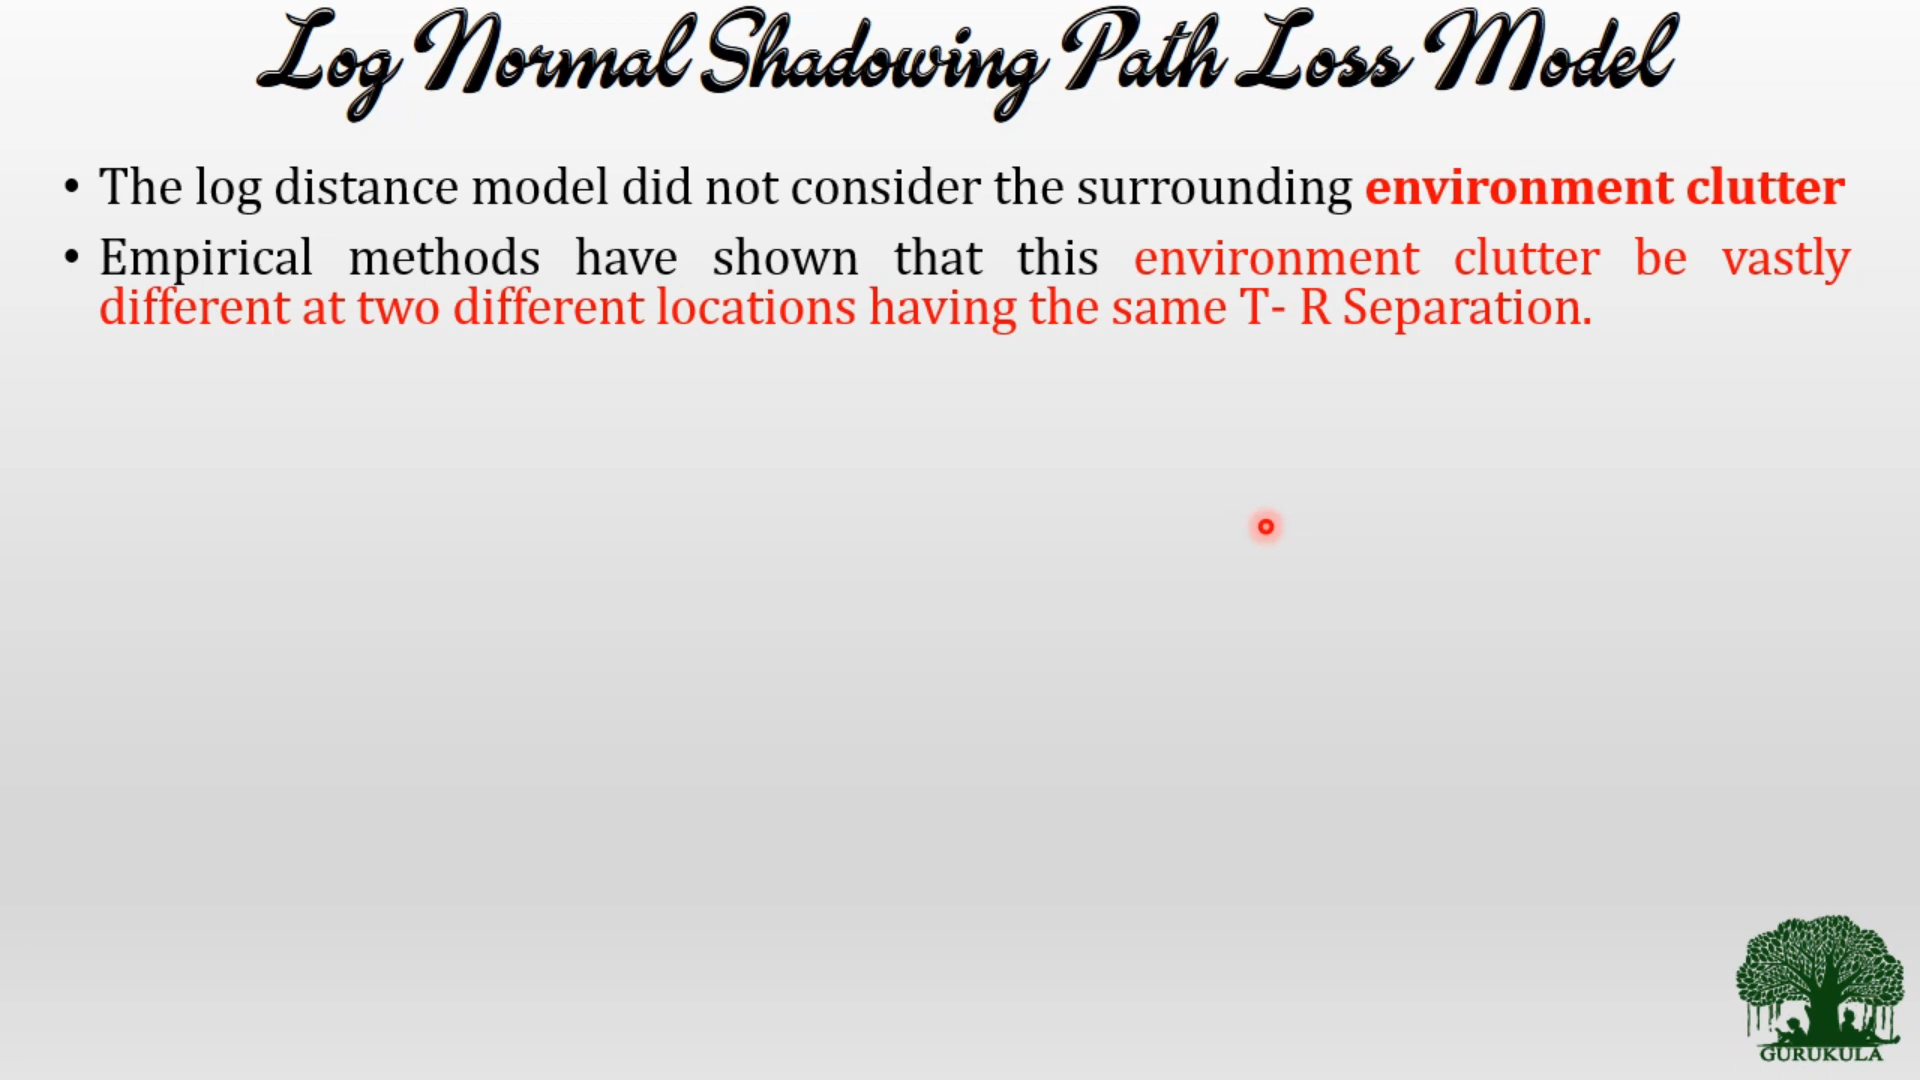 Log Normal Shadowing Path Loss Model
• The log distance model did not consider the surrounding environment clutter
• Empirical methods have shown that this environment clutter be vastly
different at two different locations having the same T- R Separation.
GURUKULA